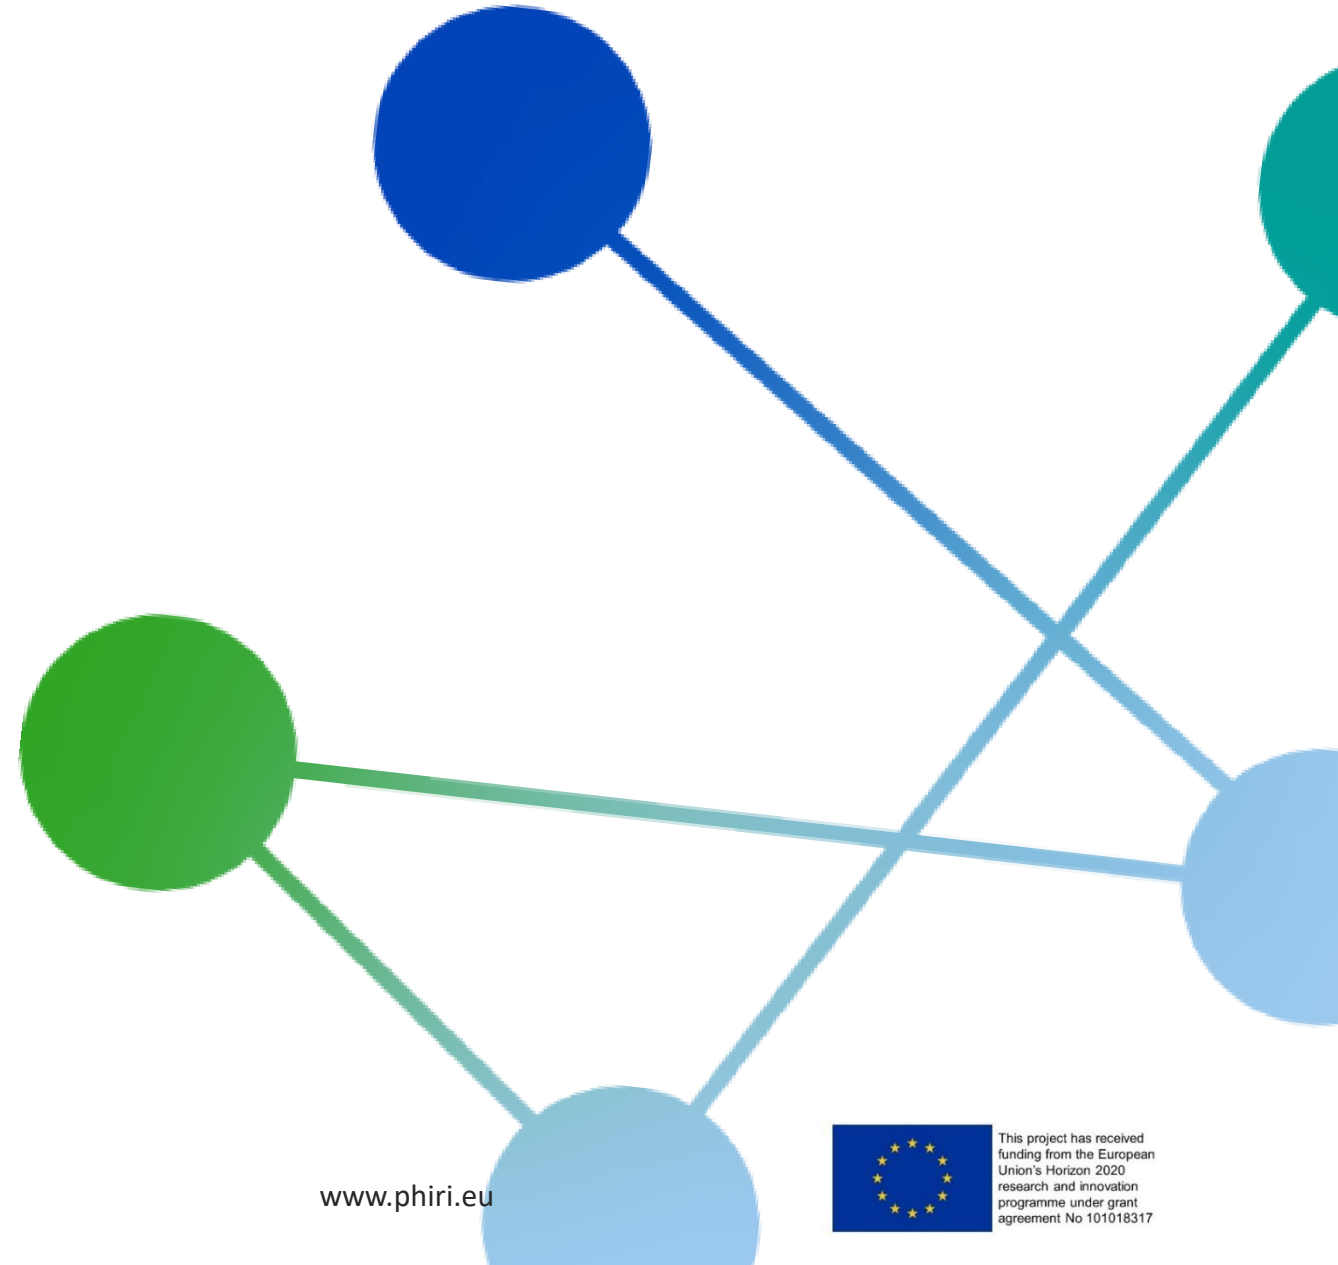 www.phiri.eu
This project has received
funding from the European
Union's Horizon 2020
research and innovation
programme under grant
agreement No 101018317